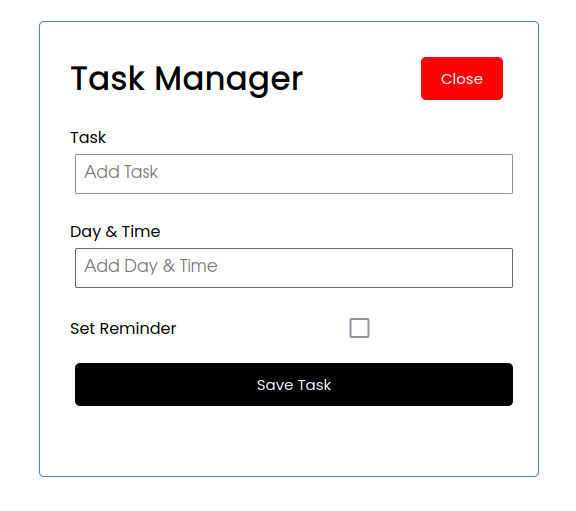 Task Manager
Close
Task
Add Task
Day & Time
Add Day & Time
Set Reminder
Save Task